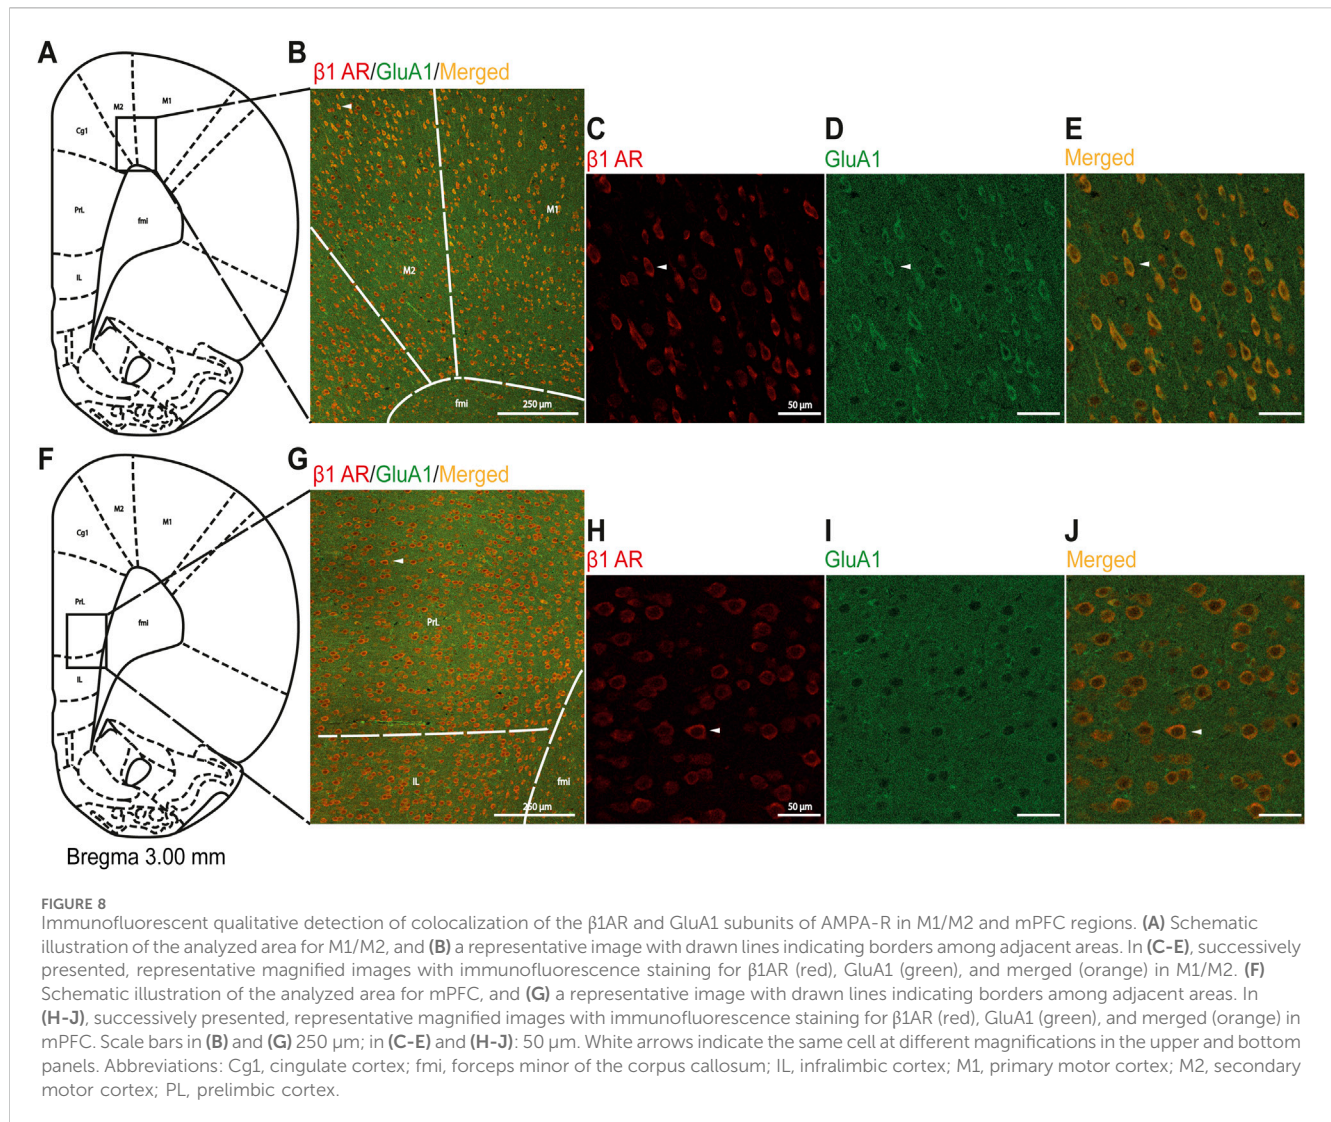 A
M2
M1
Cg1
PrL
fmi
IL
B
β1 AR/GluA1/Merged
M1
M2
fmi
250 µm
C
β1 AR
50 µm
D
GluA1
E
Merged
F
M2
M1
Cg1
PrL
fmi
IL
Bregma 3.00 mm
G
β1 AR/GluA1/Merged
PrL
IL
fmi
250 µm
H
β1 AR
50 µm
I
GluA1
J
Merged
FIGURE 8
Immunofluorescent qualitative detection of colocalization of the β1AR and GluA1 subunits of AMPA-R in M1/M2 and mPFC regions. (A) Schematic
illustration of the analyzed area for M1/M2, and (B) a representative image with drawn lines indicating borders among adjacent areas. In (C-E), successively
presented, representative magnified images with immunofluorescence staining for β1AR (red), GluA1 (green), and merged (orange) in M1/M2. (F)
Schematic illustration of the analyzed area for mPFC, and (G) a representative image with drawn lines indicating borders among adjacent areas. In
(H-J), successively presented, representative magnified images with immunofluorescence staining for β1AR (red), GluA1 (green), and merged (orange) in
mPFC. Scale bars in (B) and (G) 250 µm; in (C-E) and (H-J): 50 µm. White arrows indicate the same cell at different magnifications in the upper and bottom
panels. Abbreviations: Cg1, cingulate cortex; fmi, forceps minor of the corpus callosum; IL, infralimbic cortex; M1, primary motor cortex; M2, secondary
motor cortex; PL, prelimbic cortex.